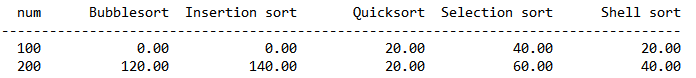 num Bubblesort Insertion sort Quicksort Selection sort Shell sort
--------------------------------------------------------------------------------
100 0.00 0.00 20.00 40.00 20.00
200 120.00 140.00 20.00 60.00 40.00